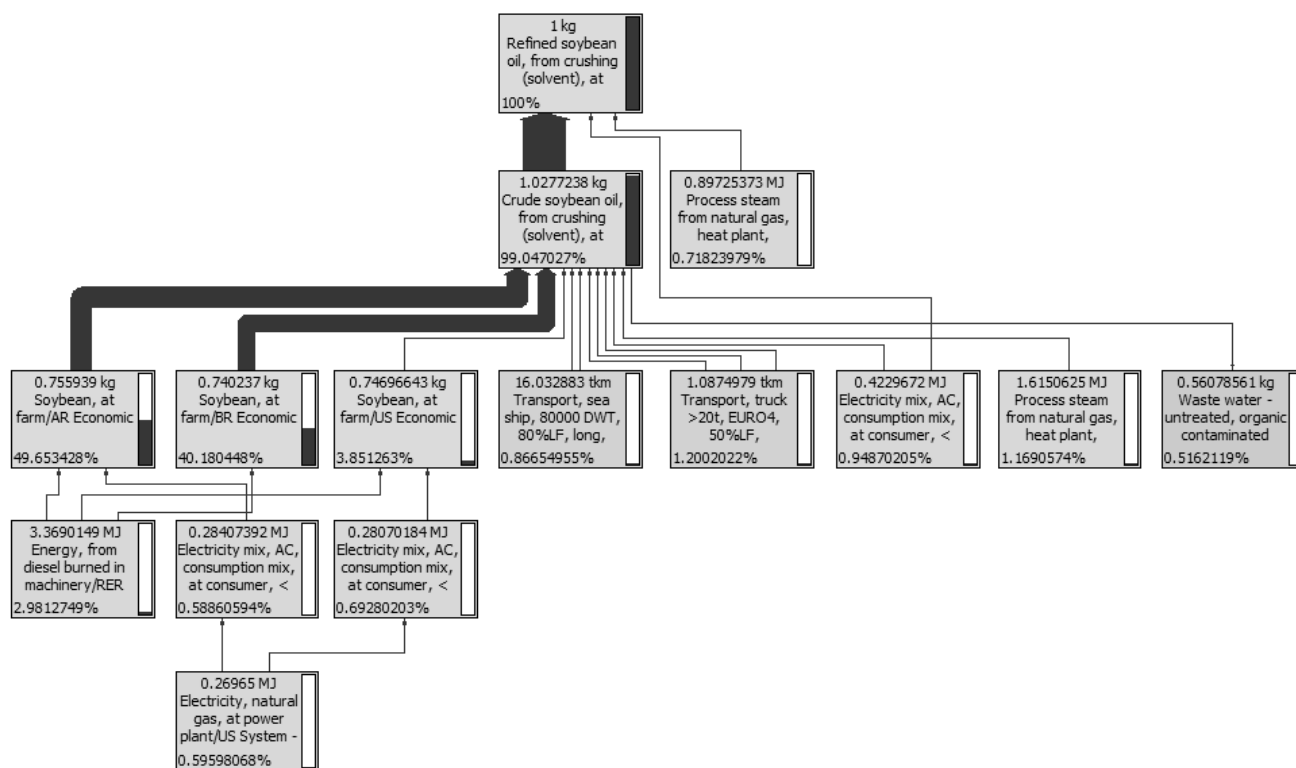 1 kg
Refined soybean
oil, from crushing
(solvent), at
100%
1.0277238 kg
Crude soybean oil,
from crushing
(solvent), at
99.047027%
0.89725373 MJ
Process steam
from natural gas,
heat plant,
0.71823979%
0.755939 kg
Soybean, at
farm/AR Economic
49.653428%
0.740237 kg
Soybean, at
farm/BR Economic
40.180448%
0.74696643 kg
Soybean, at
farm/US Economic
3.851263%
16.032883 tkm
Transport, sea
ship, 80000 DWT,
80%LF, long,
0.86654955%
1.0874979 tkm
Transport, truck
>20t, EURO4,
50%LF,
1.2002022%
0.4229672 MJ
Electricity mix, AC,
consumption mix,
at consumer, <
0.94870205%
1.6150625 MJ
Process steam
from natural gas,
heat plant,
1.1690574%
0.56078561 kg
Waste water -
untreated, organic
contaminated
0.5162119%
3.3690149 MJ
Energy, from
diesel burned in
machinery/RER
2.9812749%
0.28407392 MJ
Electricity mix, AC,
consumption mix,
at consumer, <
0.58860594%
0.28070184 MJ
Electricity mix, AC,
consumption mix,
at consumer, <
0.69280203%
0.26965 MJ
Electricity, natural
gas, at power
plant/US System -
0.59598068%